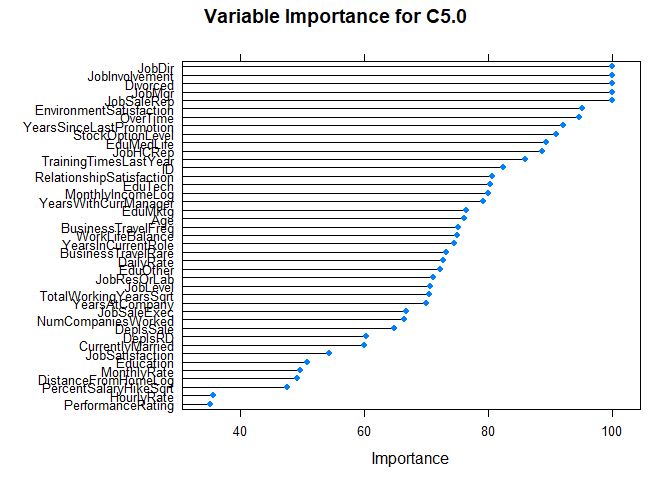 Variable Importance for C5.0
JobDir
JobInvolvement
Divorced
JobMgr
JobSaleRep
EnvironmentSatisfaction
OverTime
YearsSinceLastPromotion
StockOptionLevel
EduMedLife
JobHCRep
TrainingTimesLastYear
ID
RelationshipSatisfaction
EduTech
MonthlyIncomeLog
YearsWithCurrManager
EduMktg
Age
BusinessTravelFreq
WorkLifeBalance
YearsInCurrentRole
BusinessTravelRare
DailyRate
EduOther
JobResOrLab
JobLevel
TotalWorkingYearsSqrt
YearsAtCompany
JobSaleExec
NumCompaniesWorked
DeptIsSale
DeptIsRD
CurrentlyMarried
JobSatisfaction
Education
MonthlyRate
DistanceFromHomeLog
PercentSalaryHikeSqrt
HourlyRate
PerformanceRating
40 60 80 100
Importance